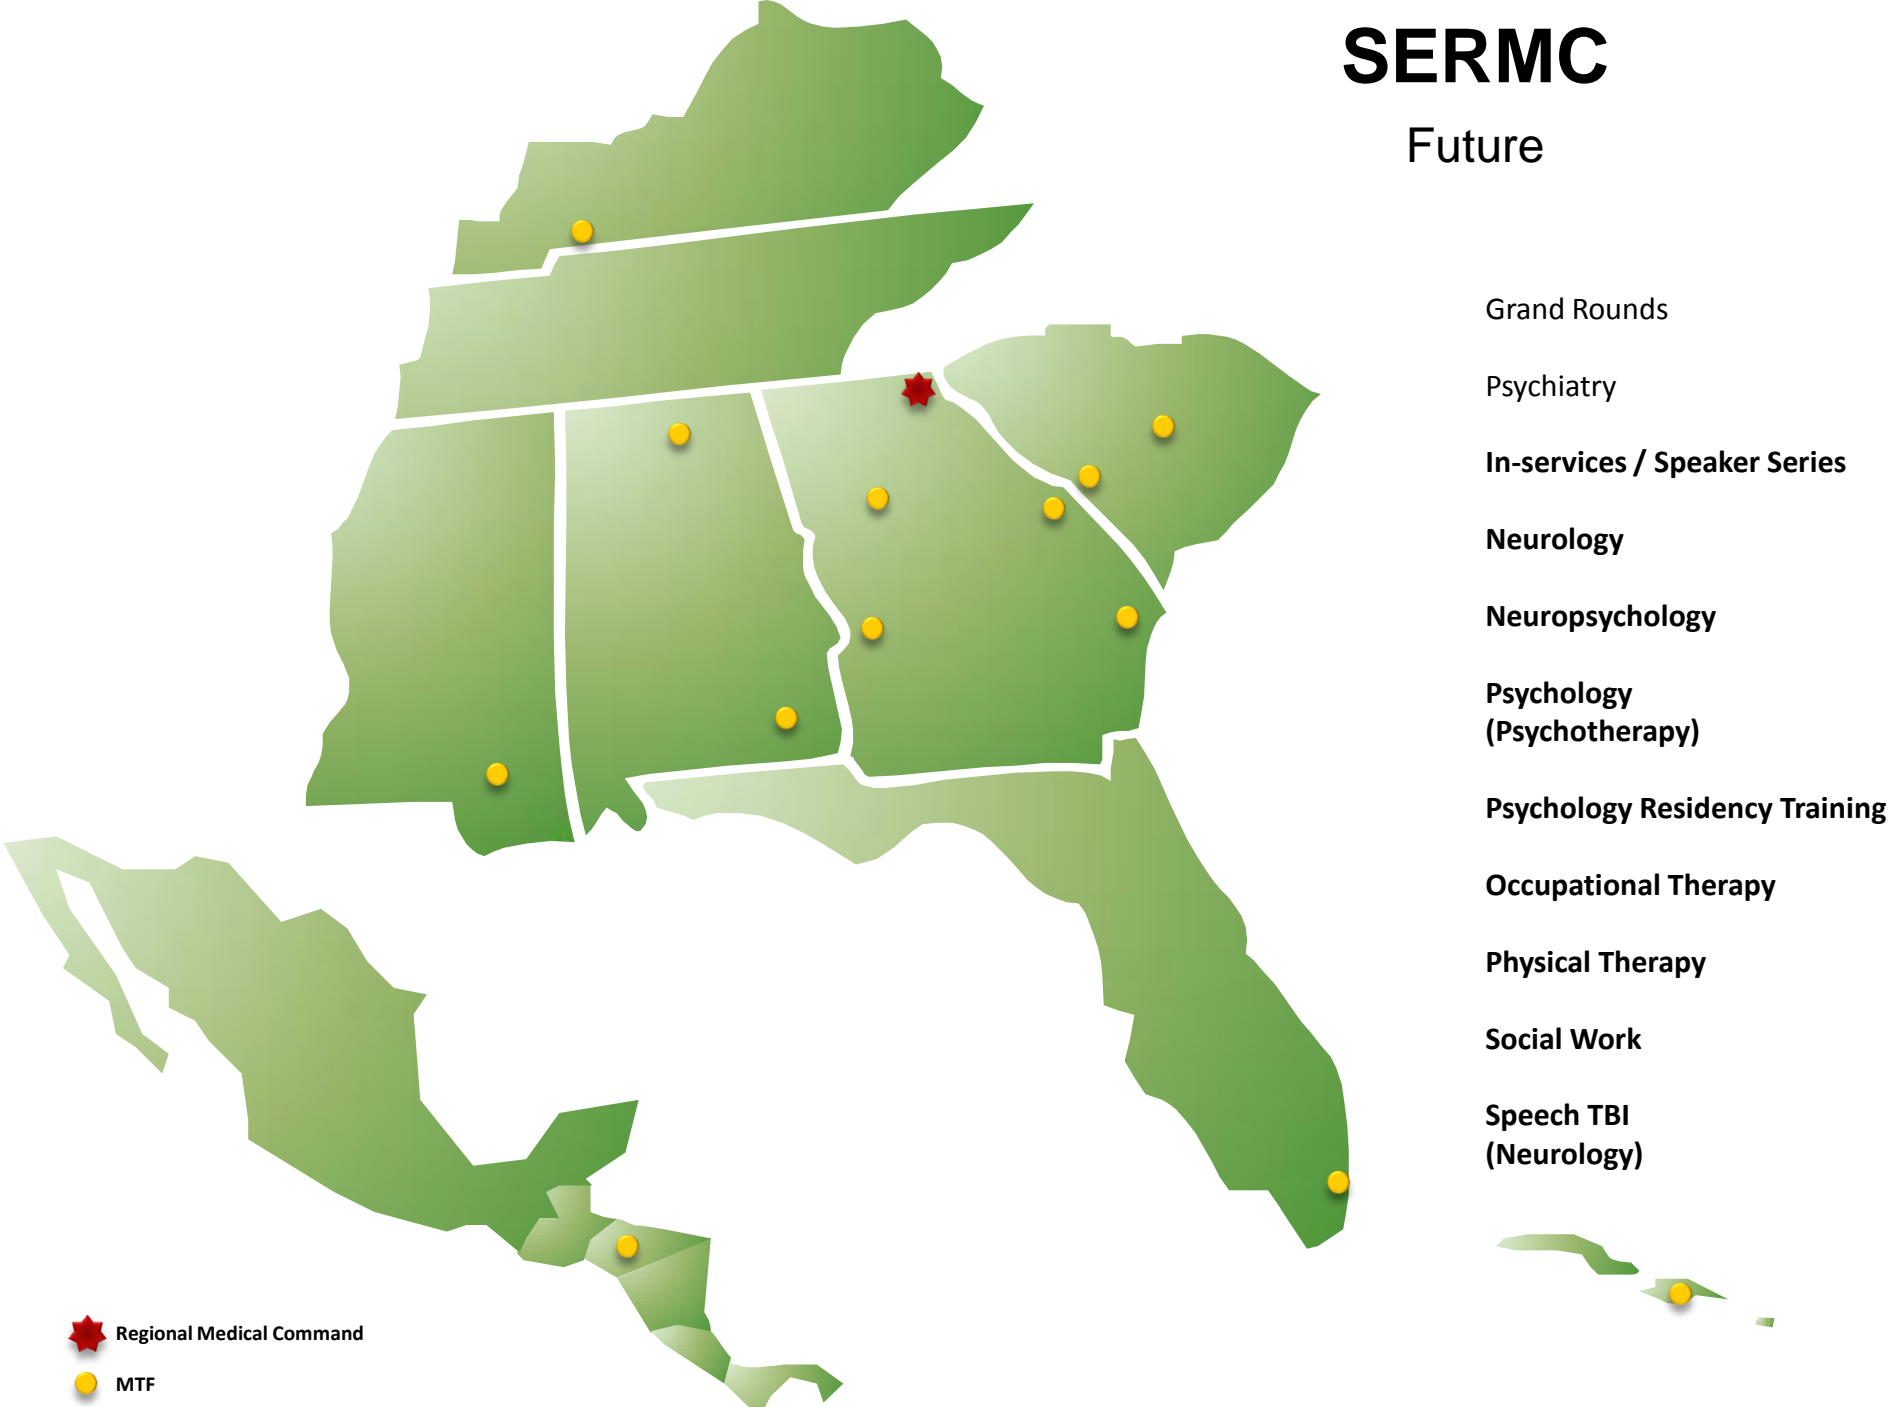 SERMC
Future
Grand Rounds
Psychiatry
In-services / Speaker Series
Neurology
Neuropsychology
Psychology
(Psychotherapy)
Psychology Residency Training
Occupational Therapy
Physical Therapy
Social Work
Speech TBI
(Neurology)
Regional Medical Command
MTF